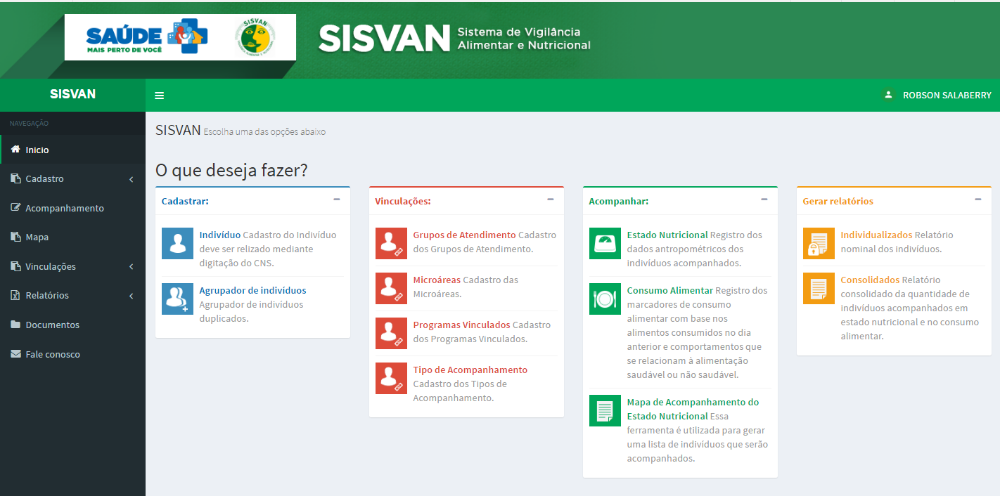 SAÚDE
MAIS PERTO DE VOCÊ
SISVAN
SISVAN
Sistema de Vigilância
Alimentar e Nutricional
SISVAN
ROBSON SALABERRY
NAVEGAÇÃO
Inicio
Cadastro
Acompanhamento
Mapa
Vinculações
Relatórios
Documentos
Fale conosco
SISVAN Escolha uma das opções abaixo
O que deseja fazer?
Cadastrar:
Indivíduo Cadastro do Indivíduo
deve ser relizado mediante
digitação do CNS.
Agrupador de indivíduos
Agrupador de indivíduos
duplicados.
Vinculações:
Grupos de Atendimento Cadastro
dos Grupos de Atendimento.
Microáreas Cadastro das
Microáreas.
Programas Vinculados Cadastro
dos Programas Vinculados.
Tipo de Acompanhamento
Cadastro dos Tipos de
Acompanhamento.
Acompanhar:
Estado Nutricional Registro dos
dados antropométricos dos
indivíduos acompanhados.
Consumo Alimentar Registro dos
marcadores de consumo
alimentar com base nos
alimentos consumidos no dia
anterior e comportamentos que
se relacionam à alimentação
saudável ou não saudável.
Mapa de Acompanhamento do
Estado Nutricional Essa
ferramenta é utilizada para gerar
uma lista de indivíduos que serão
acompanhados.
Gerar relatórios
Individualizados Relatório
nominal dos indivíduos.
Consolidados Relatório
consolidado da quantidade de
indivíduos acompanhados em
estado nutricional e no consumo
alimentar.